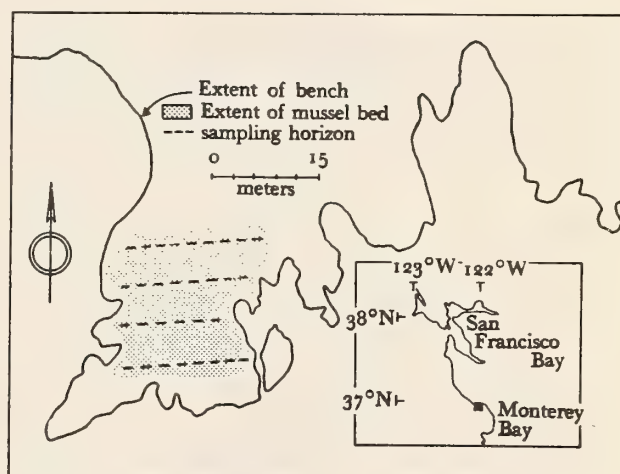 Extent of bench
Extent of mussel bed
sampling horizon
0 15
meters
123°W 122°W
38°N
San
Francisco
Bay
37°N
Monterey
Bay